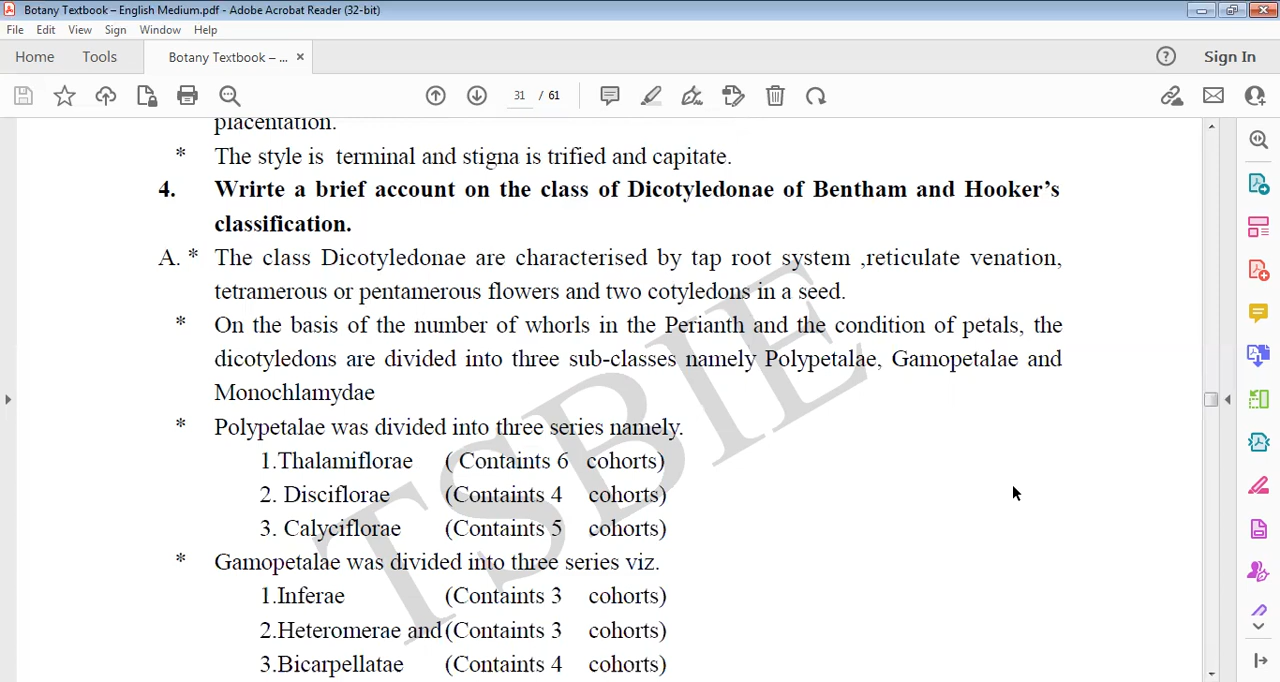 Botany Textbook – English Medium.pdf - Adobe Acrobat Reader (32-bit)
File Edit View Sign Window Help
Home Tools Botany Textbook – ... × Sign In
31 / 61
placentation.
* The style is terminal and stigna is trified and capitate.
4. Wrirte a brief account on the class of Dicotyledonae of Bentham and Hooker’s
classification.
A. * The class Dicotyledonae are characterised by tap root system ,reticulate venation,
tetramerous or pentamerous flowers and two cotyledons in a seed.
* On the basis of the number of whorls in the Perianth and the condition of petals, the
dicotyledons are divided into three sub-classes namely Polypetalae, Gamopetalae and
Monochlamydae
* Polypetalae was divided into three series namely.
1.Thalamiflorae ( Containts 6 cohorts)
2. Disciflorae (Containts 4 cohorts)
3. Calyciflorae (Containts 5 cohorts)
* Gamopetalae was divided into three series viz.
1.Inferae (Containts 3 cohorts)
2.Heteromerae and (Containts 3 cohorts)
3.Bicarpellatae (Containts 4 cohorts)
TSBIE